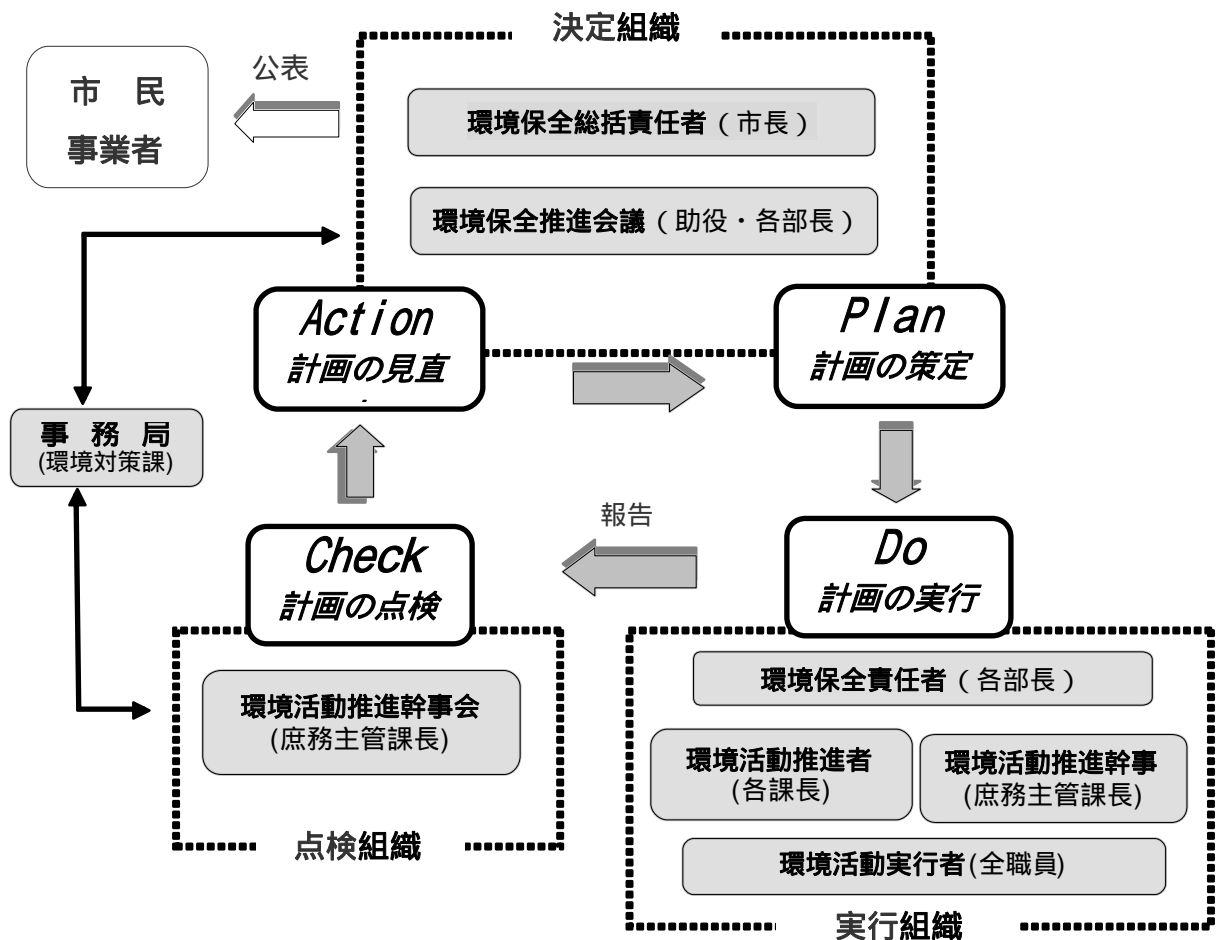 決定組織
公表
市 民
事業者
環境保全総括責任者（市長）
環境保全推進会議（助役・各部長）
Action
計画の見直
Plan
計画の策定
事 務 局
(環境対策課)
報告
Check
計画の点検
Do
計画の実行
環境活動推進幹事会
(庶務主管課長)
点検組織
環境保全責任者（各部長）
環境活動推進者
(各課長)
環境活動推進幹事
(庶務主管課長)
環境活動実行者(全職員)
実行組織